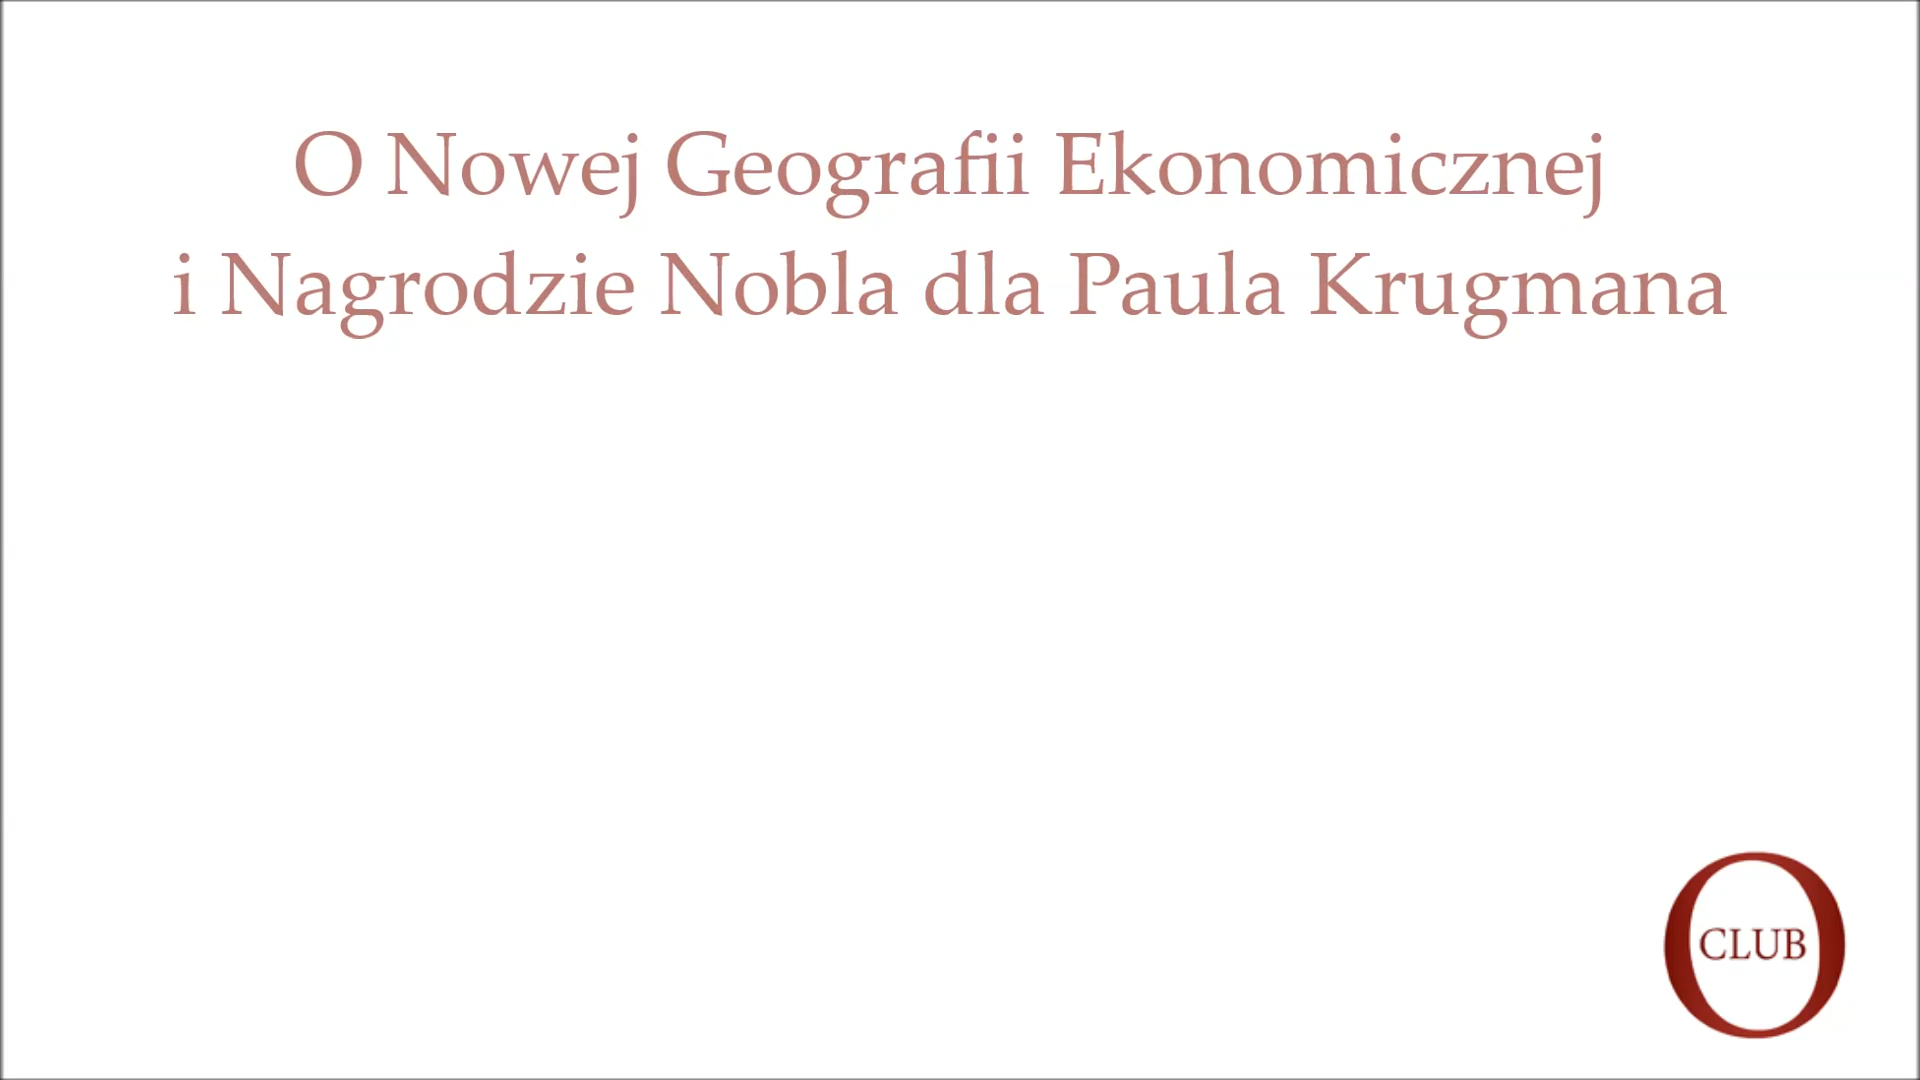 O Nowej Geografii Ekonomicznej
i Nagrodzie Nobla dla Paula Krugmana
O
CLUB